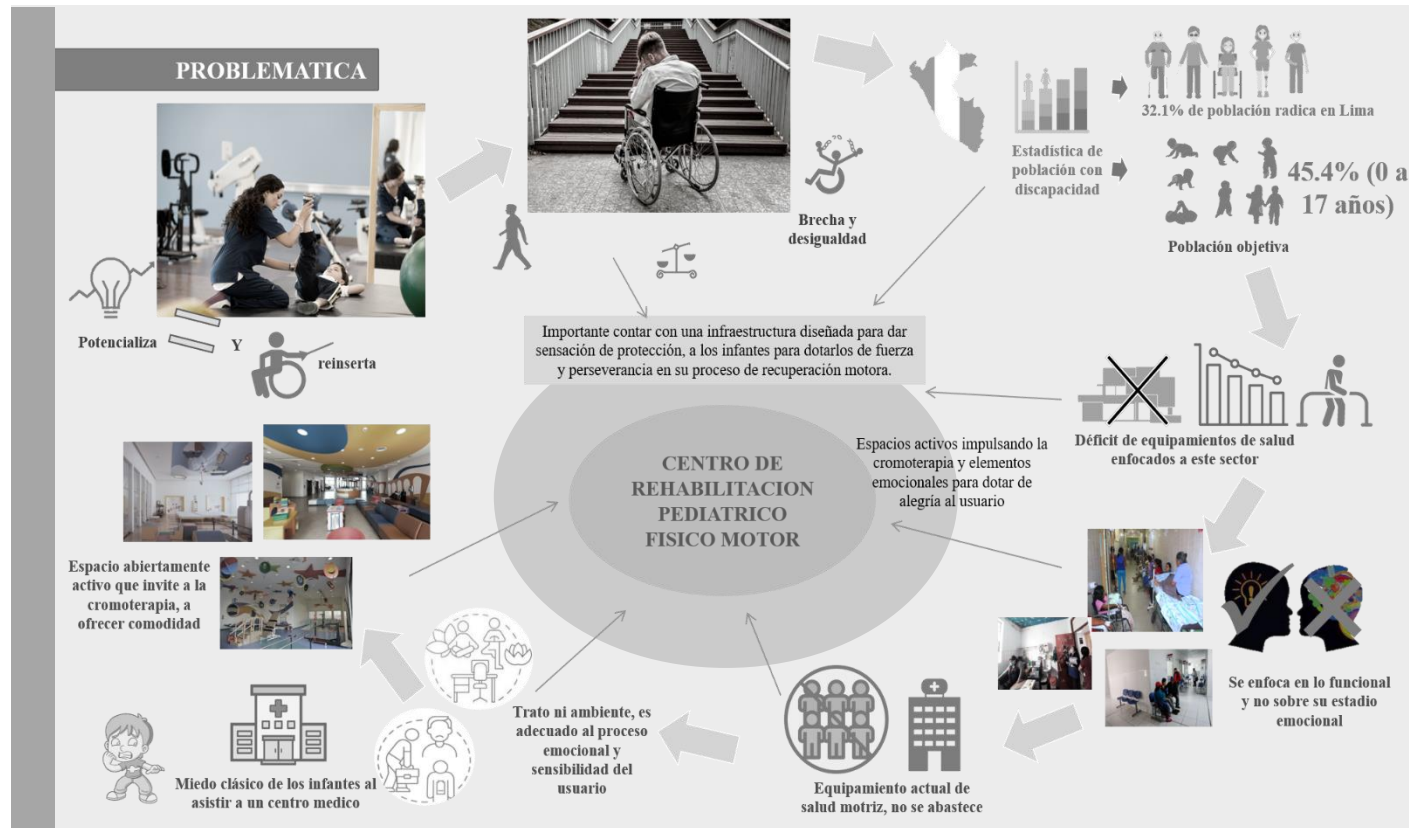 PROBLEMATICA
32.1% de población radica en Lima
Estadística de
población con
discapacidad
45.4% (0 a
17 años)
Población objetiva
Brecha y
desigualdad
Potencializa
Y
reinserta
Importante contar con una infraestructura diseñada para dar
sensación de protección, a los infantes para dotarlos de fuerza
y perseverancia en su proceso de recuperación motora.
Déficit de equipamientos de salud
enfocados a este sector
Espacios activos impulsando la
cromoterapia y elementos
emocionales para dotar de
alegría al usuario
CENTRO DE
REHABILITACION
PEDIATRICO
FISICO MOTOR
Espacio abiertamente
activo que invite a la
cromoterapia, a
ofrecer comodidad
Se enfoca en lo funcional
y no sobre su estadio
emocional
Trato ni ambiente, es
adecuado al proceso
emocional y
sensibilidad del
usuario
Miedo clásico de los infantes al
asistir a un centro medico
Equipamiento actual de
salud motriz, no se abastece